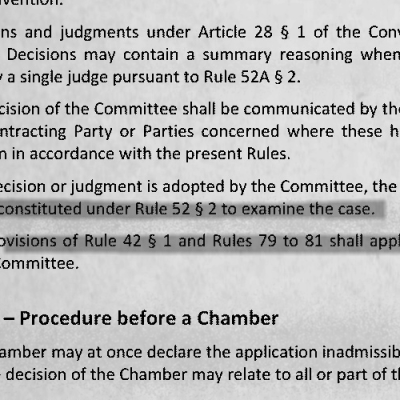 ns and judgments under Article 28 § 1 of the Conv
Decisions may contain a summary reasoning when
y a single judge pursuant to Rule 52A § 2.
cision of the Committee shall be communicated by the
ntracting Party or Parties concerned where these h
n in accordance with the present Rules.
ecision or judgment is adopted by the Committee, the
constituted under Rule 52 § 2 to examine the case.
ovisions of Rule 42 § 1 and Rules 79 to 81 shall appl
Committee.
– Procedure before a Chamber
amber may at once declare the application inadmissib
decision of the Chamber may relate to all or part of th